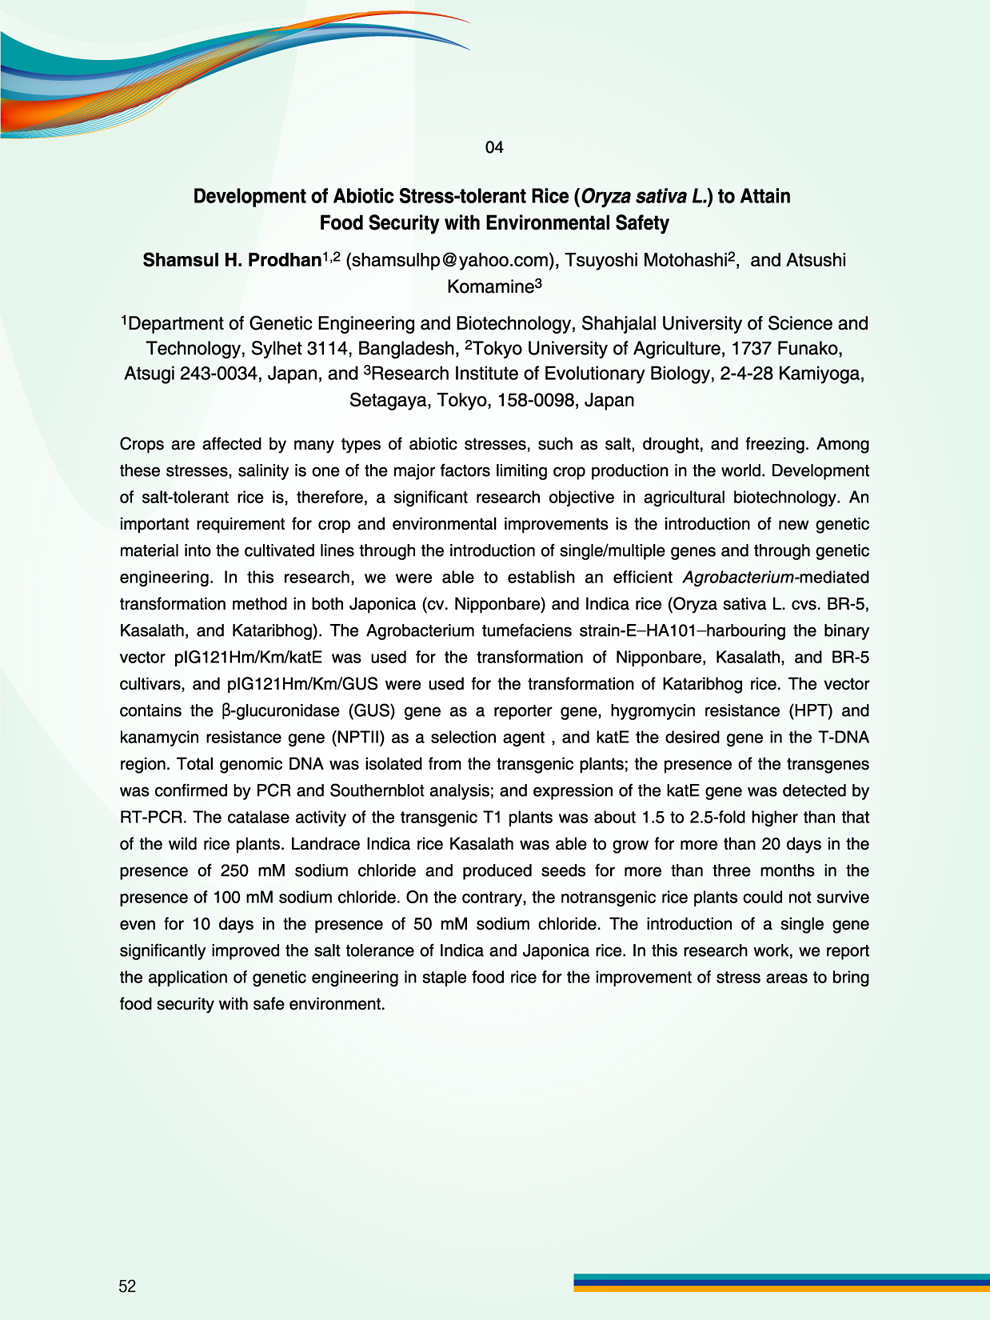 04
Development of Abiotic Stress-tolerant Rice (Oryza sativa L.) to Attain
Food Security with Environmental Safety
Shamsul H. Prodhan1,2 (shamsulhp@yahoo.com), Tsuyoshi Motohashi2, and Atsushi
Komamine3
1Department of Genetic Engineering and Biotechnology, Shahjalal University of Science and
Technology, Sylhet 3114, Bangladesh, 2Tokyo University of Agriculture, 1737 Funako,
Atsugi 243-0034, Japan, and 3Research Institute of Evolutionary Biology, 2-4-28 Kamiyoga,
Setagaya, Tokyo, 158-0098, Japan
Crops are affected by many types of abiotic stresses, such as salt, drought, and freezing. Among
these stresses, salinity is one of the major factors limiting crop production in the world. Development
of salt-tolerant rice is, therefore, a significant research objective in agricultural biotechnology. An
important requirement for crop and environmental improvements is the introduction of new genetic
material into the cultivated lines through the introduction of single/multiple genes and through genetic
engineering. In this research, we were able to establish an efficient Agrobacterium-mediated
transformation method in both Japonica (cv. Nipponbare) and Indica rice (Oryza sativa L. cvs. BR-5,
Kasalath, and Kataribhog). The Agrobacterium tumefaciens strain-E–HA101–harbouring the binary
vector pIG121Hm/Km/katE was used for the transformation of Nipponbare, Kasalath, and BR-5
cultivars, and pIG121Hm/Km/GUS were used for the transformation of Kataribhog rice. The vector
contains the β-glucuronidase (GUS) gene as a reporter gene, hygromycin resistance (HPT) and
kanamycin resistance gene (NPTII) as a selection agent , and katE the desired gene in the T-DNA
region. Total genomic DNA was isolated from the transgenic plants; the presence of the transgenes
was confirmed by PCR and Southernblot analysis; and expression of the katE gene was detected by
RT-PCR. The catalase activity of the transgenic T1 plants was about 1.5 to 2.5-fold higher than that
of the wild rice plants. Landrace Indica rice Kasalath was able to grow for more than 20 days in the
presence of 250 mM sodium chloride and produced seeds for more than three months in the
presence of 100 mM sodium chloride. On the contrary, the notransgenic rice plants could not survive
even for 10 days in the presence of 50 mM sodium chloride. The introduction of a single gene
significantly improved the salt tolerance of Indica and Japonica rice. In this research work, we report
the application of genetic engineering in staple food rice for the improvement of stress areas to bring
food security with safe environment.
52